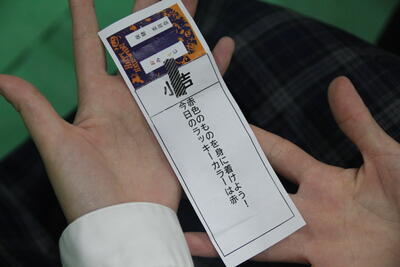 小吉
今日のラッキーカラーは赤
赤色のものを身に着けよう！